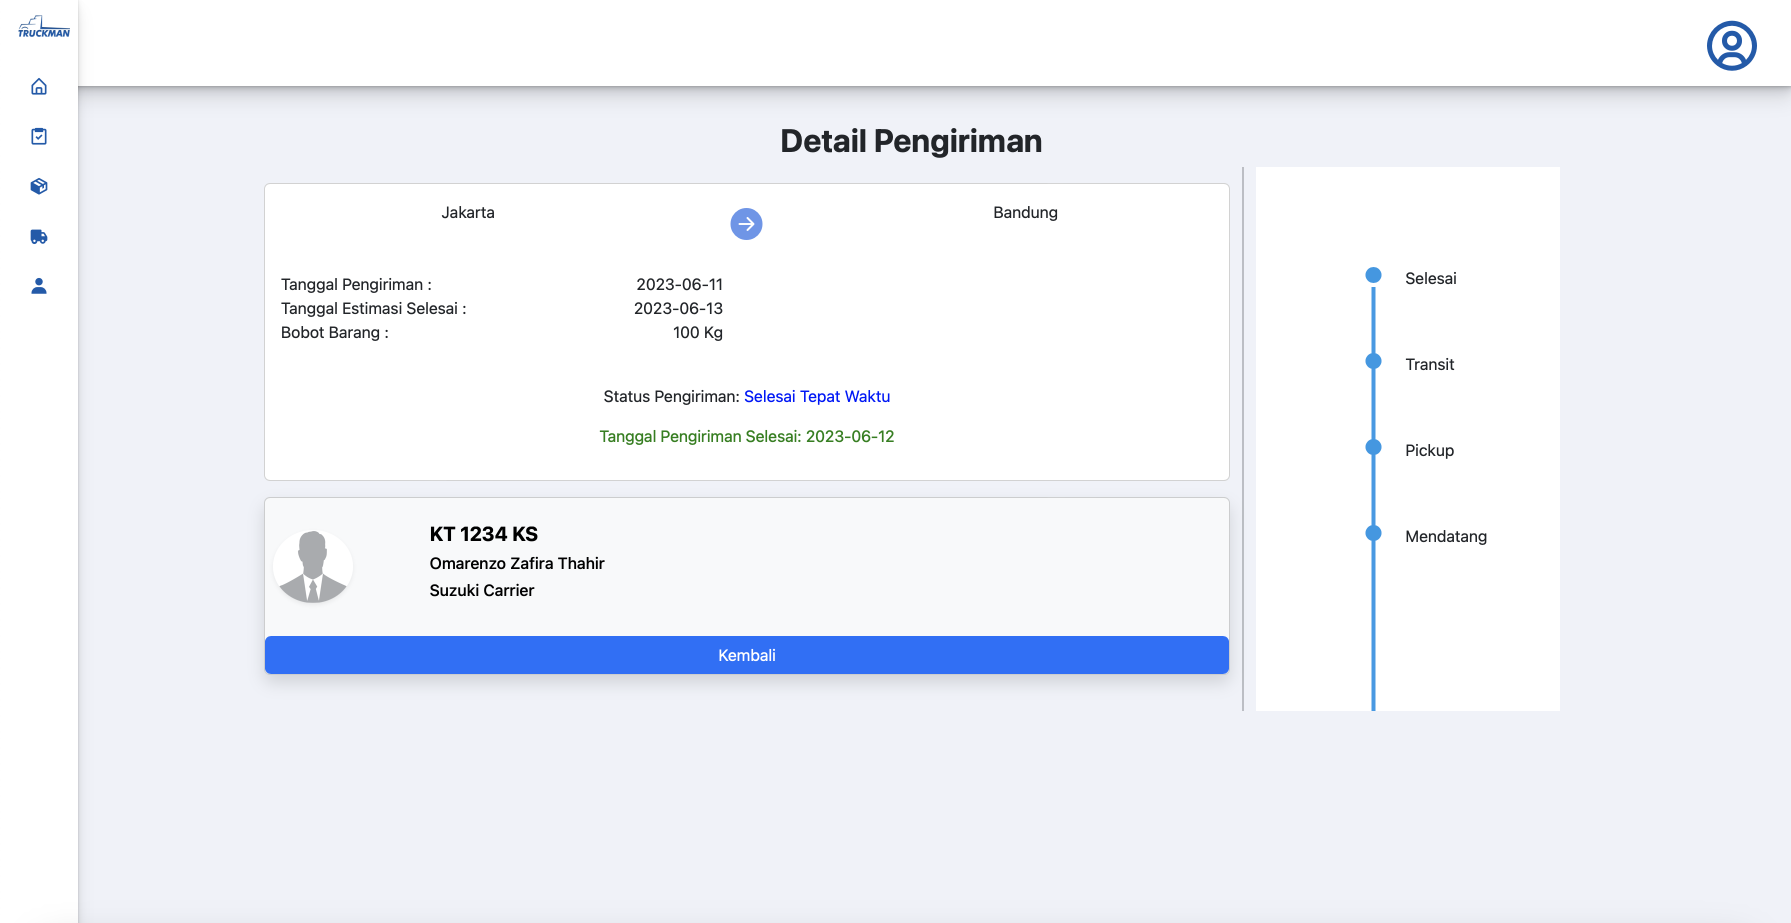 TRUCKMAN
Detail Pengiriman
Jakarta
Bandung
Tanggal Pengiriman : 2023-06-11
Tanggal Estimasi Selesai : 2023-06-13
Bobot Barang : 100 Kg
Status Pengiriman: Selesai Tepat Waktu
Tanggal Pengiriman Selesai: 2023-06-12
KT 1234 KS
Omarenzo Zafira Thahir
Suzuki Carrier
Kembali
Selesai
Transit
Pickup
Mendatang